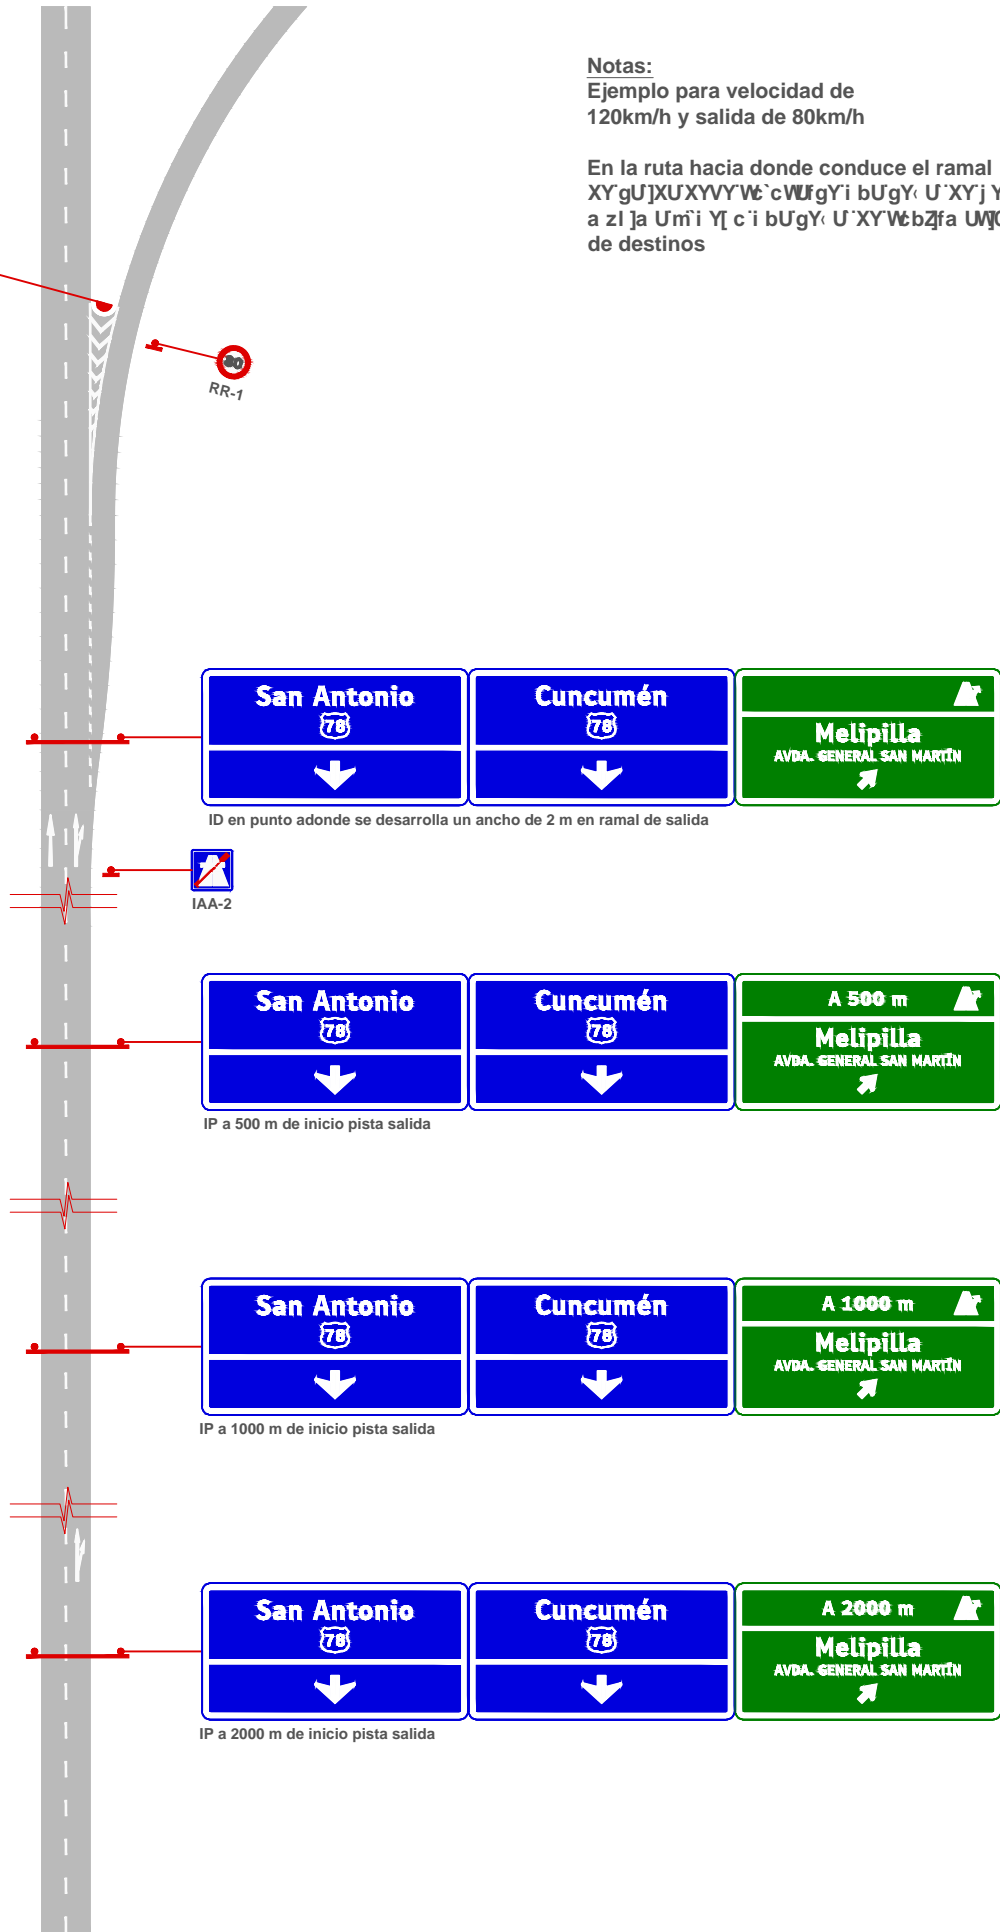 Notas:
Ejemplo para velocidad de
120km/h y salida de 80km/h
En la ruta hacia donde conduce el ramal
de destinos
80
RR-1
San Antonio
78
Cuncumén
78
Melipilla
AVDA. GENERAL SAN MARTÍN
ID en punto adonde se desarrolla un ancho de 2 m en ramal de salida
IAA-2
San Antonio
78
Cuncumén
78
A 500 m
Melipilla
AVDA. GENERAL SAN MARTÍN
IP a 500 m de inicio pista salida
San Antonio
78
Cuncumén
78
A 1000 m
Melipilla
AVDA. GENERAL SAN MARTÍN
IP a 1000 m de inicio pista salida
San Antonio
78
Cuncumén
78
A 2000 m
Melipilla
AVDA. GENERAL SAN MARTÍN
IP a 2000 m de inicio pista salida